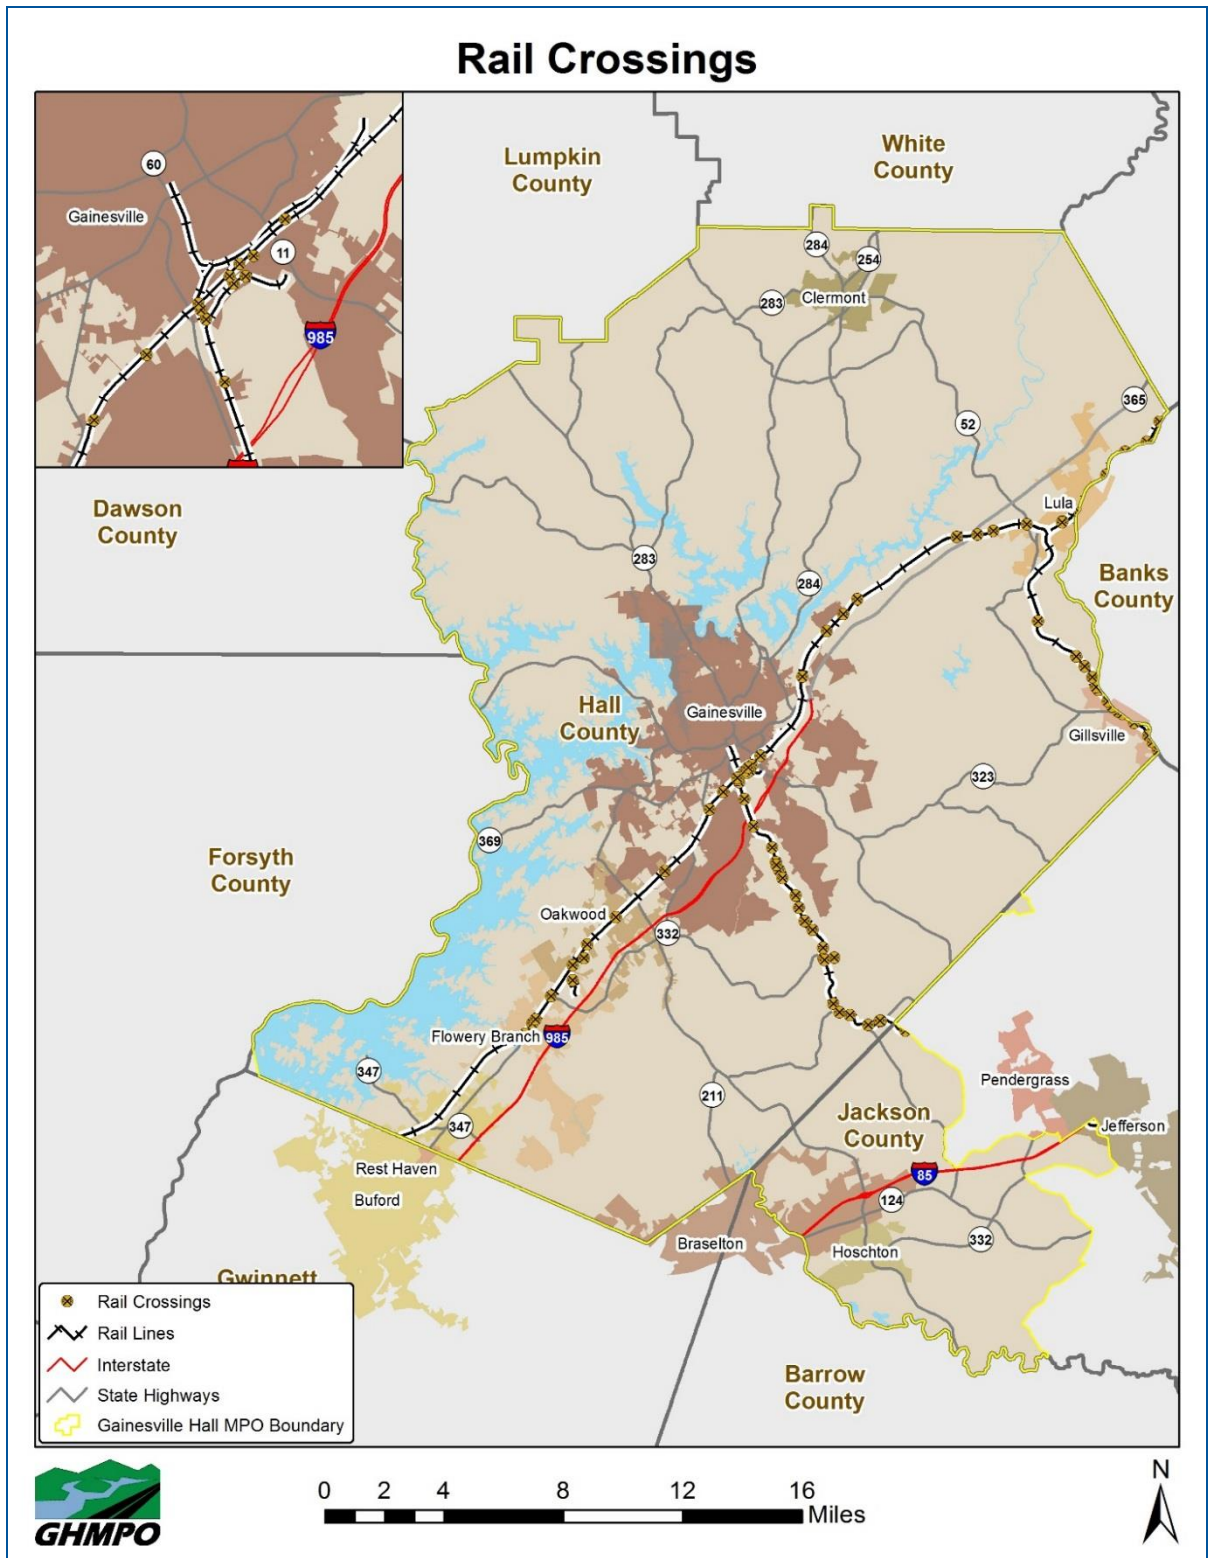 Rail Crossings
60
Gainesville
11
985
Lumpkin
County
White
County
284
254
Clermont
283
365
52
Dawson
County
Lula
283
284
Banks
County
Hall
County
Gainesville
Gillsville
323
369
Forsyth
County
Oakwood
332
Flowery Branch
985
347
211
Pendergrass
Jackson
County
Jefferson
347
Rest Haven
Buford
85
124
332
Braselton
Hoschton
Gwinnett
Rail Crossings
Rail Lines
Interstate
State Highways
Gainesville Hall MPO Boundary
Barrow
County
GHMPO
0 2 4 8 12 16
Miles
N